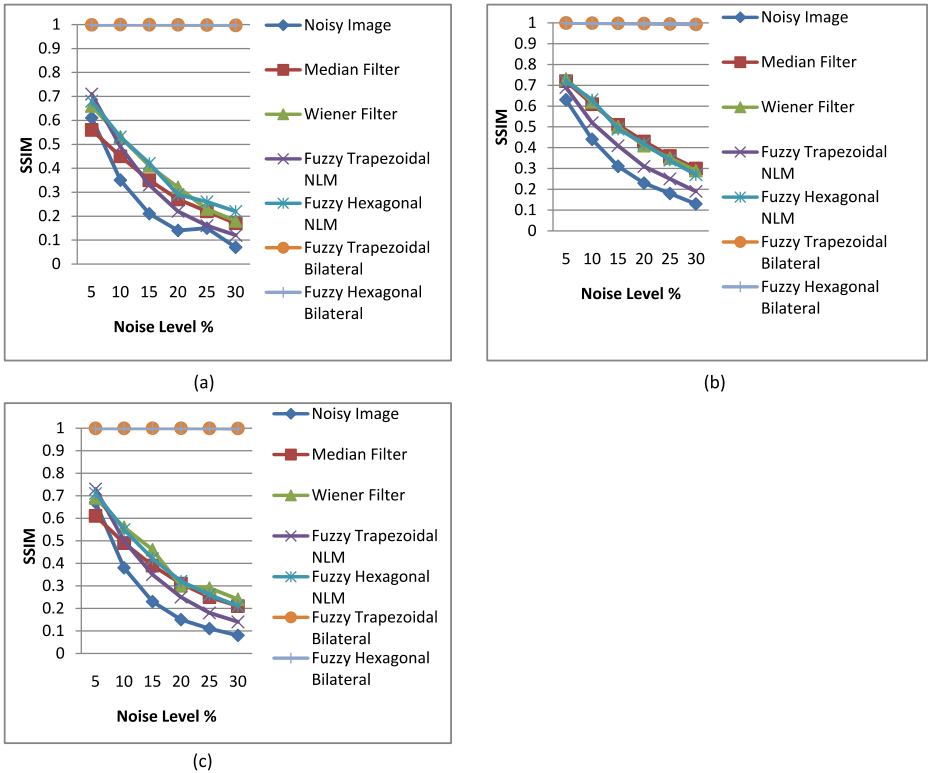 1
0.9
0.8
0.7
0.6
0.5
0.4
0.3
0.2
0.1
0
SSIM
5 10 15 20 25 30
Noise Level %
Noisy Image
Median Filter
Wiener Filter
Fuzzy Trapezoidal
NLM
Fuzzy Hexagonal
NLM
Fuzzy Trapezoidal
Bilateral
Fuzzy Hexagonal
Bilateral
(a)
1
0.9
0.8
0.7
0.6
0.5
0.4
0.3
0.2
0.1
0
SSIM
5 10 15 20 25 30
Noise Level %
Noisy Image
Median Filter
Wiener Filter
Fuzzy Trapezoidal
NLM
Fuzzy Hexagonal
NLM
Fuzzy Trapezoidal
Bilateral
Fuzzy Hexagonal
Bilateral
(b)
1
0.9
0.8
0.7
0.6
0.5
0.4
0.3
0.2
0.1
0
SSIM
5 10 15 20 25 30
Noise Level %
Noisy Image
Median Filter
Wiener Filter
Fuzzy Trapezoidal
NLM
Fuzzy Hexagonal
NLM
Fuzzy Trapezoidal
Bilateral
Fuzzy Hexagonal
Bilateral
(c)